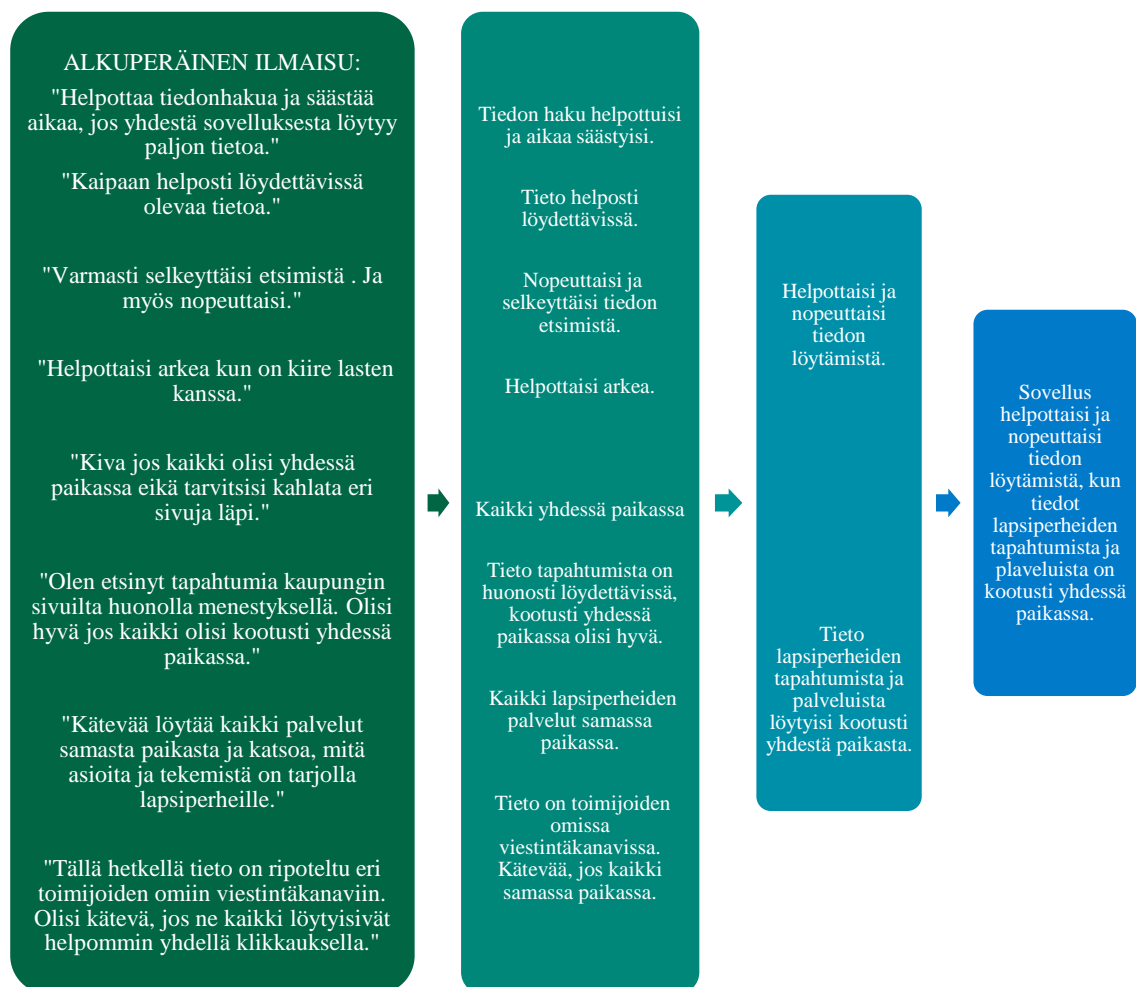 ALKUPERÄINEN ILMAISU:
"Helpottaa tiedonhakua ja säästää
aikaa, jos yhdestä sovelluksesta löytyy
paljon tietoa."
"Kaipaan helposti löydettävissä
olevaa tietoa."
"Varmasti selkeyttäisi etsimistä . Ja
myös nopeuttaisi."
"Helpottaisi arkea kun on kiire lasten
kanssa."
"Kiva jos kaikki olisi yhdessä
paikassa eikä tarvitsisi kahlata eri
sivuja läpi."
"Olen etsinyt tapahtumia kaupungin
sivuilta huonolla menestyksellä. Olisi
hyvä jos kaikki olisi kootusti yhdessä
paikassa."
"Kätevää löytää kaikki palvelut
samasta paikasta ja katsoa, mitä
asioita ja tekemistä on tarjolla
lapsiperheille."
"Tällä hetkellä tieto on ripoteltu eri
toimijoiden omiin viestintäkanaviin.
Olisi kätevä, jos ne kaikki löytyisivät
helpommin yhdellä klikkauksella."
Tiedon haku helpottuisi
ja aikaa säästyisi.
Tieto helposti
löydettävissä.
Nopeuttaisi ja
selkeyttäisi tiedon
etsimistä.
Helpottaisi arkea.
Kaikki yhdessä paikassa
Tieto tapahtumista on
huonosti löydettävissä,
kootusti yhdessä
paikassa olisi hyvä.
Kaikki lapsiperheiden
palvelut samassa
paikassa.
Tieto on toimijoiden
omissa
viestintäkanavissa.
Kätevää, jos kaikki
samassa paikassa.
Helpottaisi ja
nopeuttaisi
tiedon
löytämistä.
Tieto
lapsiperheiden
tapahtumista ja
palveluista
löytyisi kootusti
yhdestä paikasta.
Sovellus
helpottaisi ja
nopeuttaisi
tiedon
löytämistä, kun
tiedot
lapsiperheiden
tapahtumista ja
plaveluista on
kootusti yhdessä
paikassa.